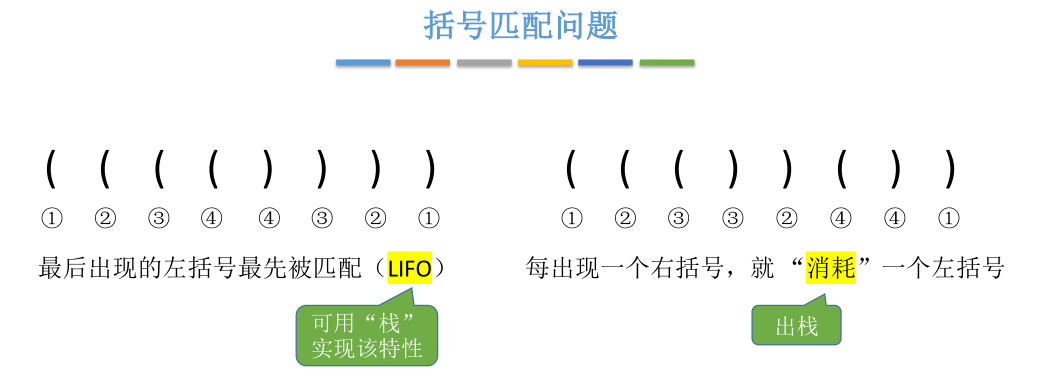 括号匹配问题
( ( ( ( ) ) ) )
① ② ③ ④ ④ ③ ② ①
最后出现的左括号最先被匹配（LIFO）
可用“栈”
实现该特性
( ( ( ) ) ( ) )
① ② ③ ③ ② ④ ④ ①
每出现一个右括号，就 “消耗”一个左括号
出栈